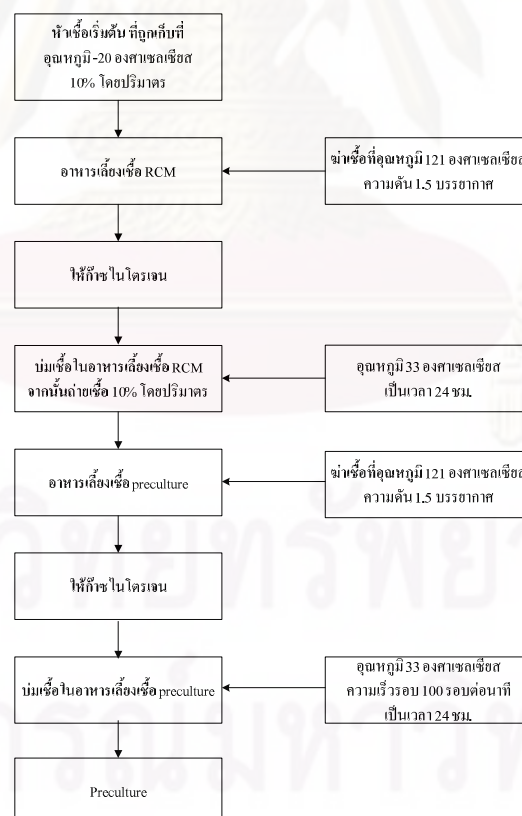 หัวเชื้อเริ่มต้น ที่ถูกเก็บที่
อุณหภูมิ -20 องศาเซลเซียส
10% โดยปริมาตร
อาหารเลี้ยงเชื้อ RCM
ฆ่าเชื้อที่อุณหภูมิ 121 องศาเซลเซียส
ความดัน 1.5 บรรยากาศ
ให้ก๊าซไนโตรเจน
บ่มเชื้อในอาหารเลี้ยงเชื้อ RCM
จากนั้นถ่ายเชื้อ 10% โดยปริมาตร
อุณหภูมิ 33 องศาเซลเซียส
เป็นเวลา 24 ชม.
อาหารเลี้ยงเชื้อ preculture
ฆ่าเชื้อที่อุณหภูมิ 121 องศาเซลเซียส
ความดัน 1.5 บรรยากาศ
ให้ก๊าซไนโตรเจน
บ่มเชื้อในอาหารเลี้ยงเชื้อ preculture
อุณหภูมิ 33 องศาเซลเซียส
ความเร็วรอบ 100 รอบต่อนาที
เป็นเวลา 24 ชม.
Preculture